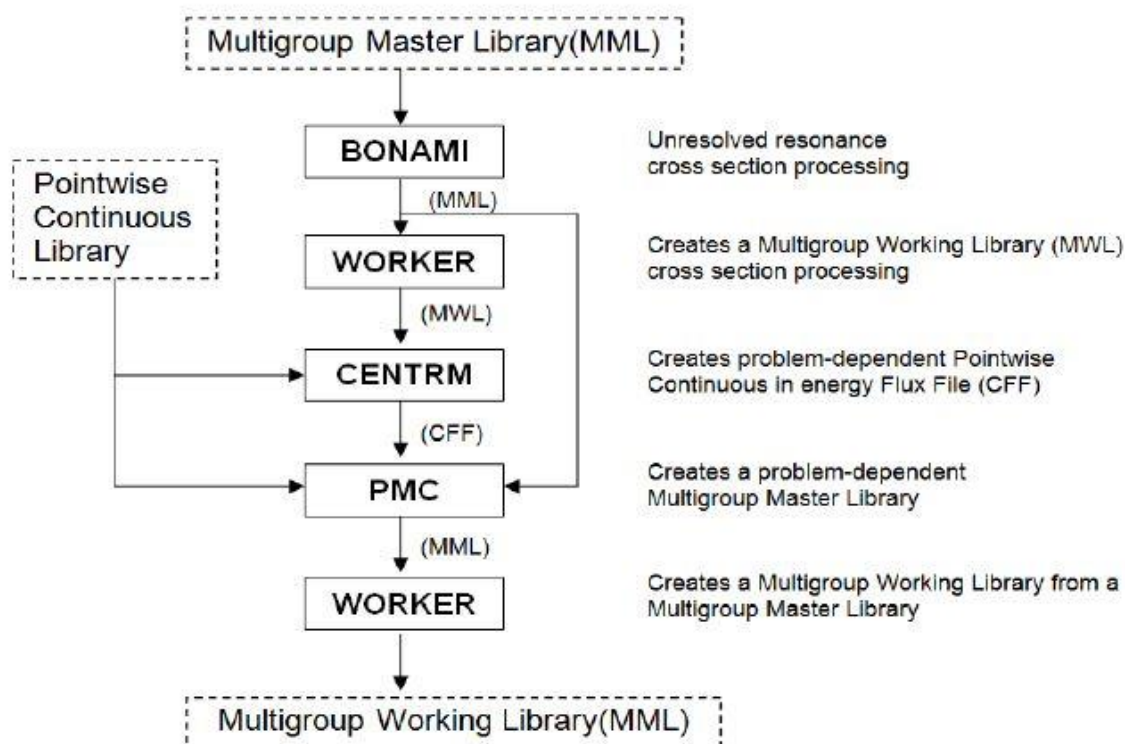 Multigroup Master Library(MML)
BONAMI
Unresolved resonance
cross section processing
Pointwise
Continuous
Library
(MML)
WORKER
Creates a Multigroup Working Library (MWL)
cross section processing
(MWL)
CENTRM
Creates problem-dependent Pointwise
Continuous in energy Flux File (CFF)
(CFF)
PMC
Creates a problem-dependent
Multigroup Master Library
(MML)
WORKER
Creates a Multigroup Working Library from a
Multigroup Master Library
Multigroup Working Library(MML)